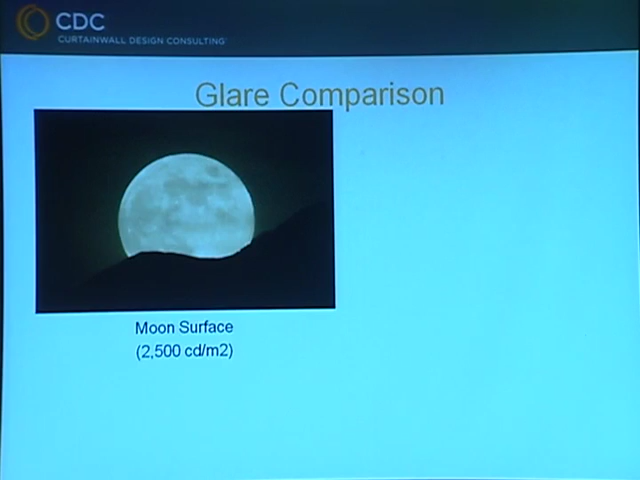 CDC
CURTAINWALL DESIGN CONSULTING
Glare Comparison
Moon Surface
(2,500 cd/m2)